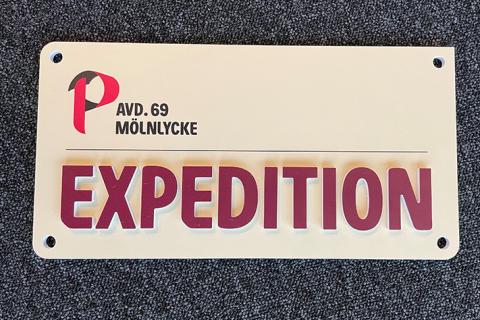 P AVD. 69
MÖLNLYCKE
EXPEDITION